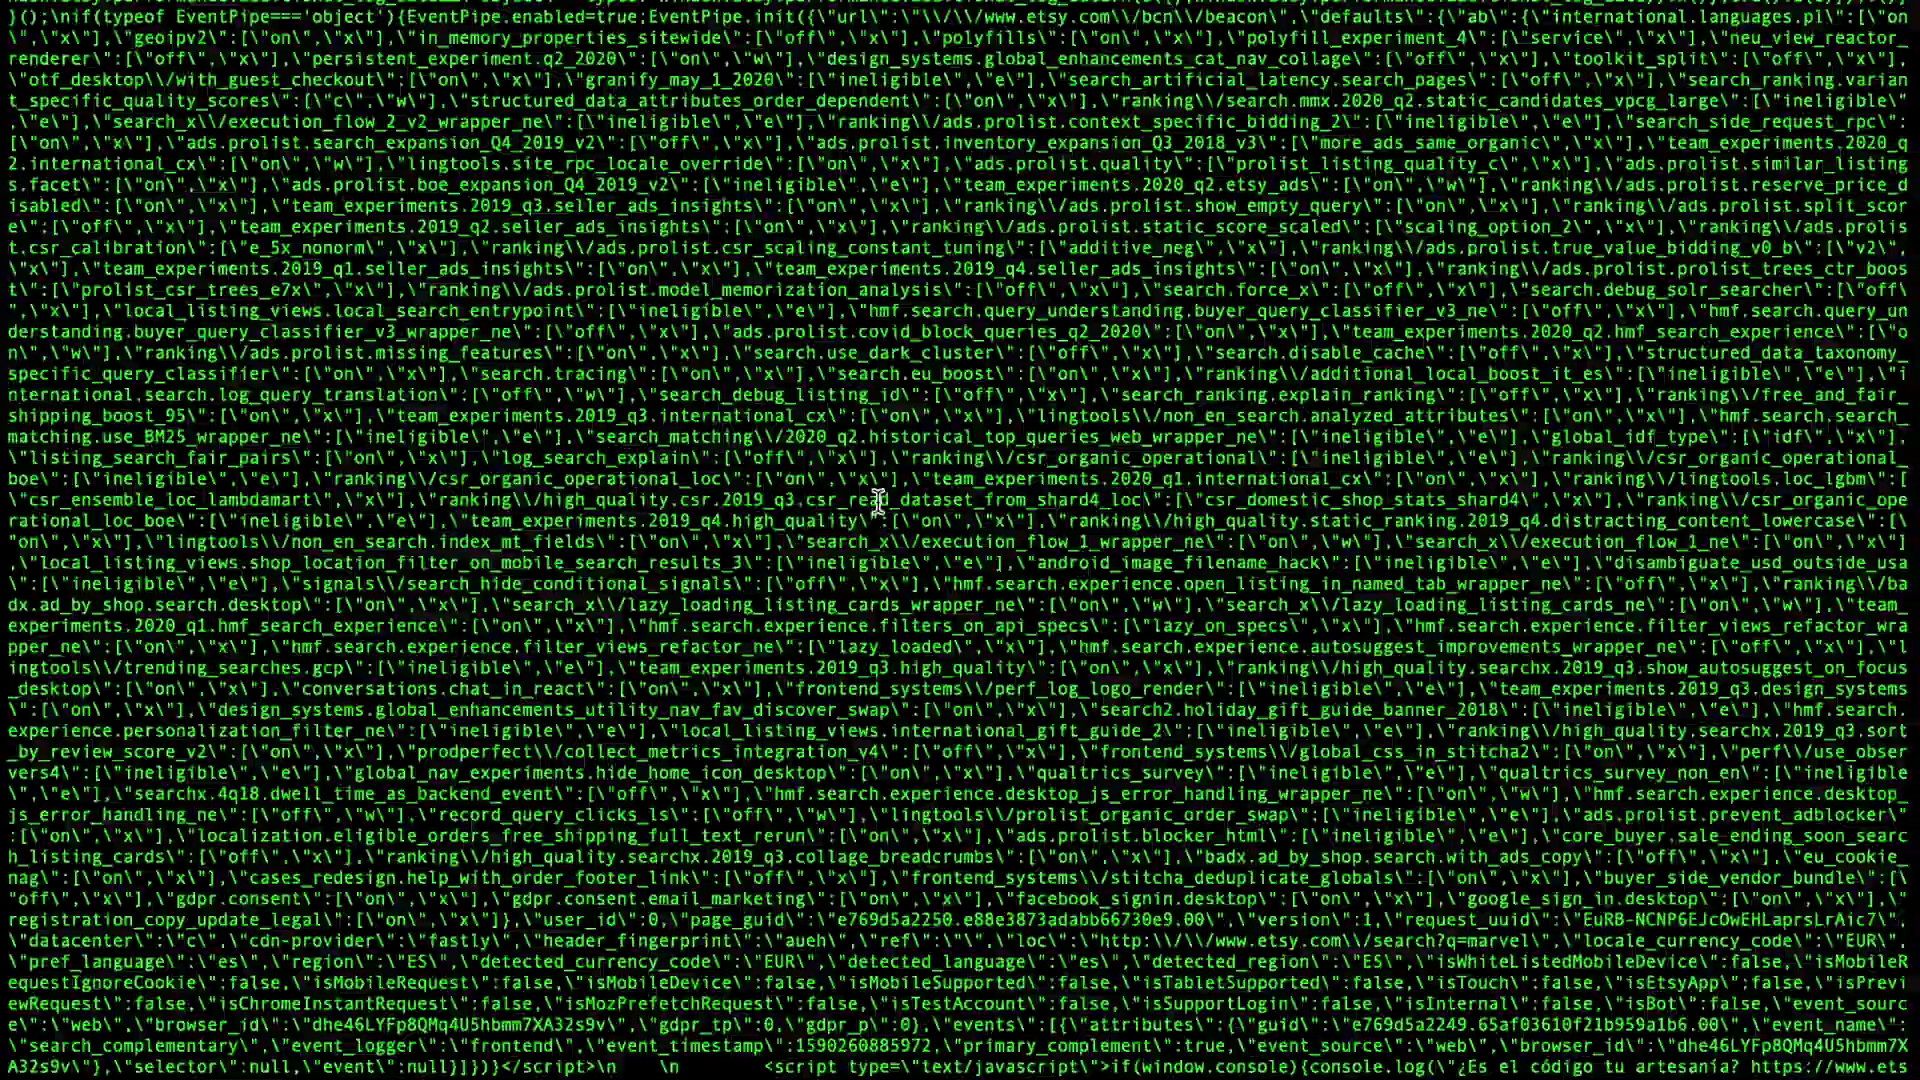 }();\nif(typeof EventPipe==='object'){EventPipe.enabled=true;EventPipe.init({\"url\":\"\\/\\/www.etsy.com\\/bcn\\/beacon\",\"defaults\":{\"ab\":{\"international.languages.pl\":[\"on
\",\"x\"],\"geoipv2\":[\"on\",\"x\"],\"in_memory_properties_sitewide\":[\"off\",\"x\"],\"polyfills\":[\"on\",\"x\"],\"polyfill_experiment_4\":[\"service\",\"x\"],\"neu_view_reactor_
renderer\":[\"off\",\"x\"],\"persistent_experiment.q2_2020\":[\"on\",\"w\"],\"design_systems.global_enhancements_cat_nav_collage\":[\"off\",\"x\"],\"toolkit_split\":[\"off\",\"x\"],
\"otf_desktop\\/with_guest_checkout\":[\"on\",\"x\"],\"granify_may_1_2020\":[\"ineligible\",\"e\"],\"search_artificial_latency.search_pages\":[\"off\",\"x\"],\"search_ranking.varian
t_specific_quality_scores\":[\"c\",\"w\"],\"structured_data_attributes_order_dependent\":[\"on\",\"x\"],\"ranking\\/search.mmx.2020_q2.static_candidates_vpcg_large\":[\"ineligible\"
,\"e\"],\"search_x\\/execution_flow_2_v2_wrapper_ne\":[\"ineligible\",\"e\"],\"ranking\\/ads.prolist.context_specific_bidding_2\":[\"ineligible\",\"e\"],\"search_side_request_rpc\":
[\"on\",\"x\"],\"ads.prolist.search_expansion_Q4_2019_v2\":[\"off\",\"x\"],\"ads.prolist.inventory_expansion_Q3_2018_v3\":[\"more_ads_same_organic\",\"x\"],\"team_experiments.2020_q
2.international_cx\":[\"on\",\"w\"],\"lingtools.site_rpc_locale_override\":[\"on\",\"x\"],\"ads.prolist.quality\":[\"prolist_listing_quality_c\",\"x\"],\"ads.prolist.similar_listing
s.facet\":[\"on\",\"x\"],\"ads.prolist.boe_expansion_Q4_2019_v2\":[\"ineligible\",\"e\"],\"team_experiments.2020_q2.etsy_ads\":[\"on\",\"w\"],\"ranking\\/ads.prolist.reserve_price_d
isabled\":[\"on\",\"x\"],\"team_experiments.2019_q3.seller_ads_insights\":[\"on\",\"x\"],\"ranking\\/ads.prolist.show_empty_query\":[\"on\",\"x\"],\"ranking\\/ads.prolist.split_scor
e\":[\"off\",\"x\"],\"team_experiments.2019_q2.seller_ads_insights\":[\"on\",\"x\"],\"ranking\\/ads.prolist.static_score_scaled\":[\"scaling_option_2\",\"x\"],\"ranking\\/ads.prolis
t.csr_calibration\":[\"e_5x_nonorm\",\"x\"],\"ranking\\/ads.prolist.csr_scaling_constant_tuning\":[\"additive_neg\",\"x\"],\"ranking\\/ads.prolist.true_value_bidding_v0_b\":[\"v2\",
\"x\"],\"team_experiments.2019_q1.seller_ads_insights\":[\"on\",\"x\"],\"team_experiments.2019_q4.seller_ads_insights\":[\"on\",\"x\"],\"ranking\\/ads.prolist.prolist_trees_ctr_boos
t\":[\"prolist_csr_trees_e7x\",\"x\"],\"ranking\\/ads.prolist.model_memorization_analysis\":[\"off\",\"x\"],\"search.force_x\":[\"off\",\"x\"],\"search.debug_solr_searcher\":[\"off\
",\"x\"],\"local_listing_views.local_search_entrypoint\":[\"ineligible\",\"e\"],\"hmf.search.query_understanding.buyer_query_classifier_v3_ne\":[\"off\",\"x\"],\"hmf.search.query_un
derstanding.buyer_query_classifier_v3_wrapper_ne\":[\"off\",\"x\"],\"ads.prolist.covid_block_queries_q2_2020\":[\"on\",\"x\"],\"team_experiments.2020_q2.hmf_search_experience\":[\"o
n\",\"w\"],\"ranking\\/ads.prolist.missing_features\":[\"on\",\"x\"],\"search.use_dark_cluster\":[\"off\",\"x\"],\"search.disable_cache\":[\"off\",\"x\"],\"structured_data_taxonomy_
specific_query_classifier\":[\"on\",\"x\"],\"search.tracing\":[\"on\",\"x\"],\"search.eu_boost\":[\"on\",\"x\"],\"ranking\\/additional_local_boost_it_es\":[\"ineligible\",\"e\"],\"i
nternational.search.log_query_translation\":[\"off\",\"w\"],\"search_debug_listing_id\":[\"off\",\"x\"],\"search_ranking.explain_ranking\":[\"off\",\"x\"],\"ranking\\/free_and_fair_
shipping_boost_95\":[\"on\",\"x\"],\"team_experiments.2019_q3.international_cx\":[\"on\",\"x\"],\"lingtools\\/non_en_search.analyzed_attributes\":[\"on\",\"x\"],\"hmf.search.search_
matching.use_BM25_wrapper_ne\":[\"ineligible\",\"e\"],\"search_matching\\/2020_q2.historical_top_queries_web_wrapper_ne\":[\"ineligible\",\"e\"],\"global_idf_type\":[\"idf\",\"x\"],
\"listing_search_fair_pairs\":[\"on\",\"x\"],\"log_search_explain\":[\"off\",\"x\"],\"ranking\\/csr_organic_operational\":[\"ineligible\",\"e\"],\"ranking\\/csr_organic_operational_
boe\":[\"ineligible\",\"e\"],\"ranking\\/csr_organic_operational_loc\":[\"on\",\"x\"],\"team_experiments.2020_q1.international_cx\":[\"on\",\"x\"],\"ranking\\/lingtools.loc_lgbm\":[
\"csr_ensemble_loc_lambdamart\",\"x\"],\"ranking\\/high_quality.csr.2019_q3.csr_real_dataset_from_shard4_loc\":[\"csr_domestic_shop_stats_shard4\",\"x\"],\"ranking\\/csr_organic_ope
rational_loc_boe\":[\"ineligible\",\"e\"],\"team_experiments.2019_q4.high_quality\":[\"on\",\"x\"],\"ranking\\/high_quality.static_ranking.2019_q4.distracting_content_lowercase\":[\
"on\",\"x\"],\"lingtools\\/non_en_search.index_mt_fields\":[\"on\",\"x\"],\"search_x\\/execution_flow_1_wrapper_ne\":[\"on\",\"w\"],\"search_x\\/execution_flow_1_ne\":[\"on\",\"x\"]
,\"local_listing_views.shop_location_filter_on_mobile_search_results_3\":[\"ineligible\",\"e\"],\"android_image_filename_hack\":[\"ineligible\",\"e\"],\"disambiguate_usd_outside_usa
\":[\"ineligible\",\"e\"],\"signals\\/search_hide_conditional_signals\":[\"off\",\"x\"],\"hmf.search.experience.open_listing_in_named_tab_wrapper_ne\":[\"off\",\"x\"],\"ranking\\/ba
dx.ad_by_shop.search.desktop\":[\"on\",\"x\"],\"search_x\\/lazy_loading_listing_cards_wrapper_ne\":[\"on\",\"w\"],\"search_x\\/lazy_loading_listing_cards_ne\":[\"on\",\"w\"],\"team_
experiments.2020_q1.hmf_search_experience\":[\"on\",\"x\"],\"hmf.search.experience.filters_on_api_specs\":[\"lazy_on_specs\",\"x\"],\"hmf.search.experience.filter_views_refactor_wra
pper_ne\":[\"on\",\"x\"],\"hmf.search.experience.filter_views_refactor_ne\":[\"lazy_loaded\",\"x\"],\"hmf.search.experience.autosuggest_improvements_wrapper_ne\":[\"off\",\"x\"],\"l
ingtools\\/trending_searches.gcp\":[\"ineligible\",\"e\"],\"team_experiments.2019_q3.high_quality\":[\"on\",\"x\"],\"ranking\\/high_quality.searchx.2019_q3.show_autosuggest_on_focus
_desktop\":[\"on\",\"x\"],\"conversations.chat_in_react\":[\"on\",\"x\"],\"frontend_systems\\/perf_log_logo_render\":[\"ineligible\",\"e\"],\"team_experiments.2019_q3.design_systems
\":[\"on\",\"x\"],\"design_systems.global_enhancements_utility_nav_fav_discover_swap\":[\"on\",\"x\"],\"search2.holiday_gift_guide_banner_2018\":[\"ineligible\",\"e\"],\"hmf.search.
experience.personalization_filter_ne\":[\"ineligible\",\"e\"],\"local_listing_views.international_gift_guide_2\":[\"ineligible\",\"e\"],\"ranking\\/high_quality.searchx.2019_q3.sort
_by_review_score_v2\":[\"on\",\"x\"],\"prodperfect\\/collect_metrics_integration_v4\":[\"off\",\"x\"],\"frontend_systems\\/global_css_in_stitcha2\":[\"on\",\"x\"],\"perf\\/use_obser
vers4\":[\"ineligible\",\"e\"],\"global_nav_experiments.hide_home_icon_desktop\":[\"on\",\"x\"],\"qualtrics_survey\":[\"ineligible\",\"e\"],\"qualtrics_survey_non_en\":[\"ineligible
\",\"e\"],\"searchx.4q18.dwell_time_as_backend_event\":[\"off\",\"x\"],\"hmf.search.experience.desktop_js_error_handling_wrapper_ne\":[\"on\",\"w\"],\"hmf.search.experience.desktop_
js_error_handling_ne\":[\"off\",\"w\"],\"record_query_clicks_ls\":[\"off\",\"w\"],\"lingtools\\/prolist_organic_order_swap\":[\"on\",\"x\"],\"ads.prolist.prevent_adblocker\"
:[\"on\",\"x\"],\"localization.eligible_orders_free_shipping_full_text_rerun\":[\"on\",\"x\"],\"ads.prolist.blocker_html\":[\"ineligible\",\"e\"],\"core_buyer.sale_ending_soon_searc
h_listing_cards\":[\"off\",\"x\"],\"ranking\\/high_quality.searchx.2019_q3.collage_breadcrumbs\":[\"on\",\"x\"],\"badx.ad_by_shop.search.with_ads_copy\":[\"off\",\"x\"],\"eu_cookie_
nag\":[\"on\",\"x\"],\"cases_redesign.help_with_order_footer_link\":[\"off\",\"x\"],\"frontend_systems\\/stitcha_deduplicate_globals\":[\"on\",\"x\"],\"buyer_side_vendor_bundle\":[\
"off\",\"x\"],\"gdpr.consent\":[\"on\",\"x\"],\"gdpr.consent.email_marketing\":[\"on\",\"x\"],\"facebook_signin.desktop\":[\"on\",\"x\"],\"google_sign_in.desktop\":[\"on\",\"x\"],\"
registration_copy_update_legal\":[\"on\",\"x\"]},\"user_id\":0,\"page_guid\":\"e769d5a2250.e88e3873adabb66730e9.00\",\"version\":1,\"request_uuid\":\"EuRB-NCNP6EJcOwEHLaprsLrAic7\",
\"datacenter\":\"c\",\"cdn-provider\":\"fastly\",\"header_fingerprint\":\"aueh\",\"ref\":\"\",\"loc\":\"http:\\/\\/www.etsy.com\\/search?q=marvel\",\"locale_currency_code\":\"EUR\",
\"pref_language\":\"es\",\"region\":\"ES\",\"detected_currency_code\":\"EUR\",\"detected_language\":\"es\",\"detected_region\":\"ES\",\"isWhiteListedMobileDevice\":false,\"isMobileR
equestIgnoreCookie\":false,\"isMobileRequest\":false,\"isMobileDevice\":false,\"isMobileSupported\":false,\"isTabletSupported\":false,\"isTouch\":false,\"isEtsyApp\":false,\"isPrevi
ewRequest\":false,\"isChromeInstantRequest\":false,\"isMozPrefetchRequest\":false,\"isTestAccount\":false,\"isSupportLogin\":false,\"isInternal\":false,\"isBot\":false,\"event_sourc
e\":\"web\",\"browser_id\":\"dhe46LYFp8QMq4U5hbmm7XA32s9v\",\"gdpr_tp\":0,\"gdpr_p\":0},\"events\":[{\"attributes\":{\"guid\":\"e769d5a2249.65af03610f21b959a1b6.00\",\"event_name\":
\"search_complementary\",\"event_logger\":\"frontend\",\"event_timestamp\":1590260885972,\"primary_complement\":true,\"event_source\":\"web\",\"browser_id\":\"dhe46LYFp8QMq4U5hbmm7X
A32s9v\"},\"selector\":null,\"event\":null}]})}</script>\n    \n        <script type=\"text/javascript\">if(window.console){console.log(\"¿Es el código tu artesanía? https://www.ets